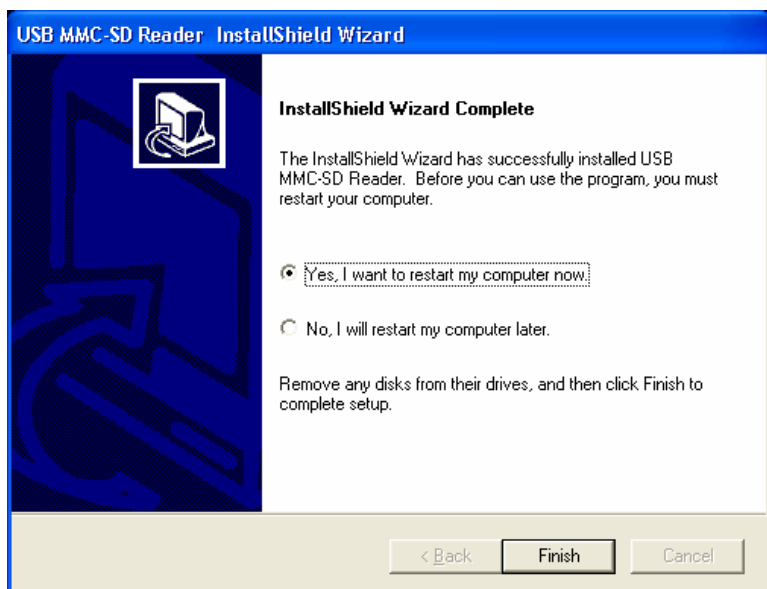 USB MMC-SD Reader InstallShield Wizard
InstallShield Wizard Complete
The InstallShield Wizard has successfully installed USB
MMC-SD Reader. Before you can use the program, you must
restart your computer.
Yes, I want to restart my computer now.
No, I will restart my computer later.
Remove any disks from their drives, and then click Finish to
complete setup.
< Back Finish Cancel